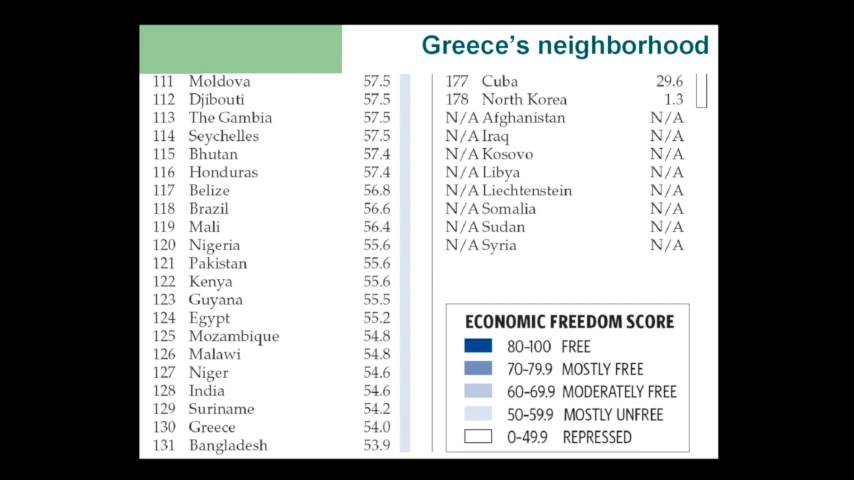 Greece's neighborhood
111 Moldova 57.5
112 Djibouti 57.5
113 The Gambia 57.5
114 Seychelles 57.5
115 Bhutan 57.4
116 Honduras 57.4
117 Belize 56.8
118 Brazil 56.6
119 Mali 56.4
120 Nigeria 55.6
121 Pakistan 55.6
122 Kenya 55.6
123 Guyana 55.5
124 Egypt 55.2
125 Mozambique 54.8
126 Malawi 54.8
127 Niger 54.6
128 India 54.6
129 Suriname 54.2
130 Greece 54.0
131 Bangladesh 53.9
177 Cuba 29.6
178 North Korea 1.3
N/A Afghanistan N/A
N/A Iraq N/A
N/A Kosovo N/A
N/A Libya N/A
N/A Liechtenstein N/A
N/A Somalia N/A
N/A Sudan N/A
N/A Syria N/A
ECONOMIC FREEDOM SCORE
80-100 FREE
70-79.9 MOSTLY FREE
60-69.9 MODERATELY FREE
50-59.9 MOSTLY UNFREE
0-49.9 REPRESSED